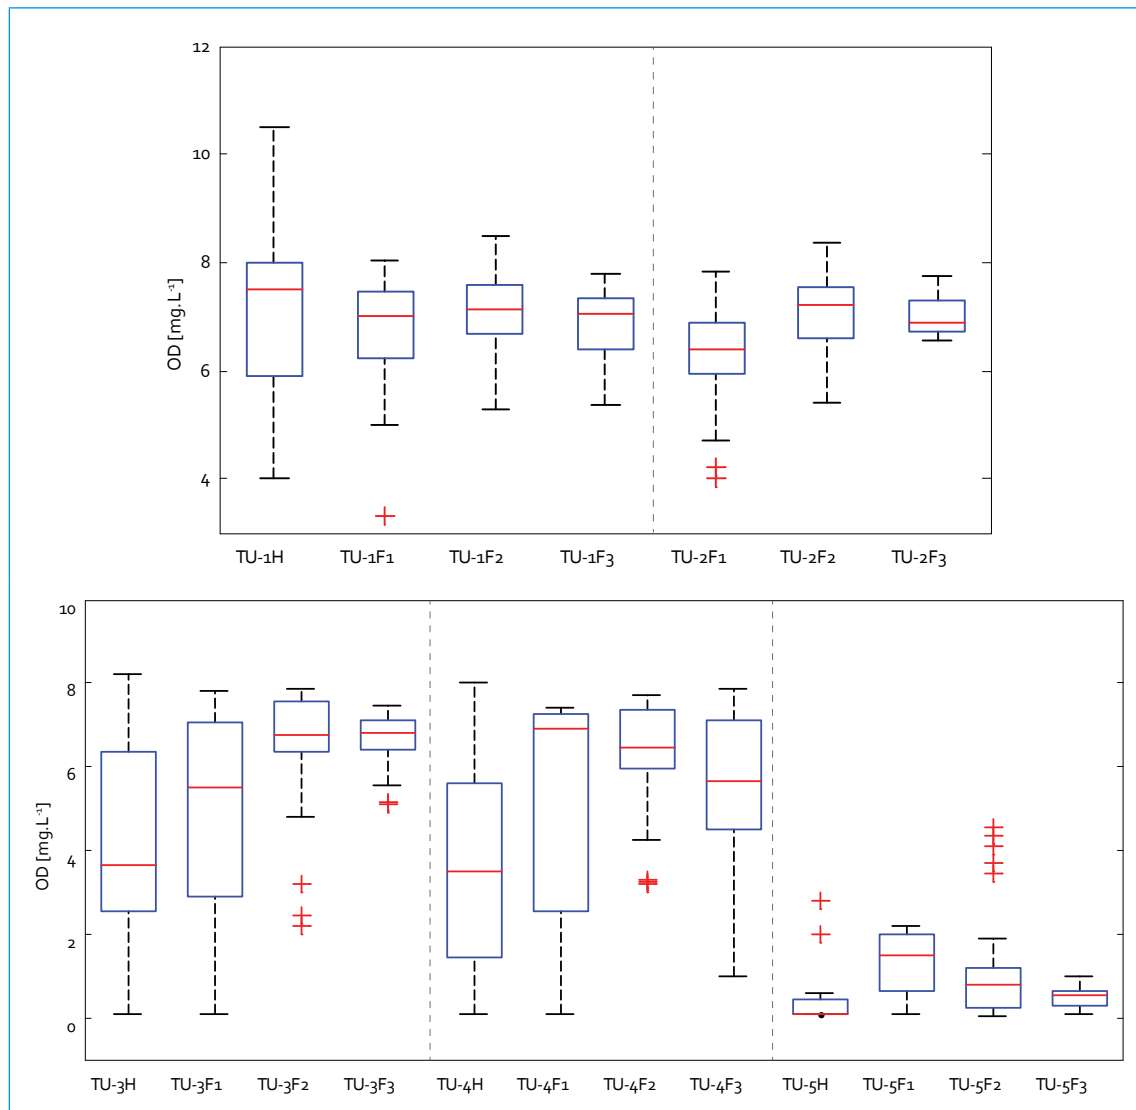 12
10
8
6
4
OD [mg.L⁻¹]
TU-1H TU-1F1 TU-1F2 TU-1F3 TU-2F1 TU-2F2 TU-2F3
10
8
6
4
2
0
OD [mg.L⁻¹]
TU-3H TU-3F1 TU-3F2 TU-3F3 TU-4H TU-4F1 TU-4F2 TU-4F3 TU-5H TU-5F1 TU-5F2 TU-5F3